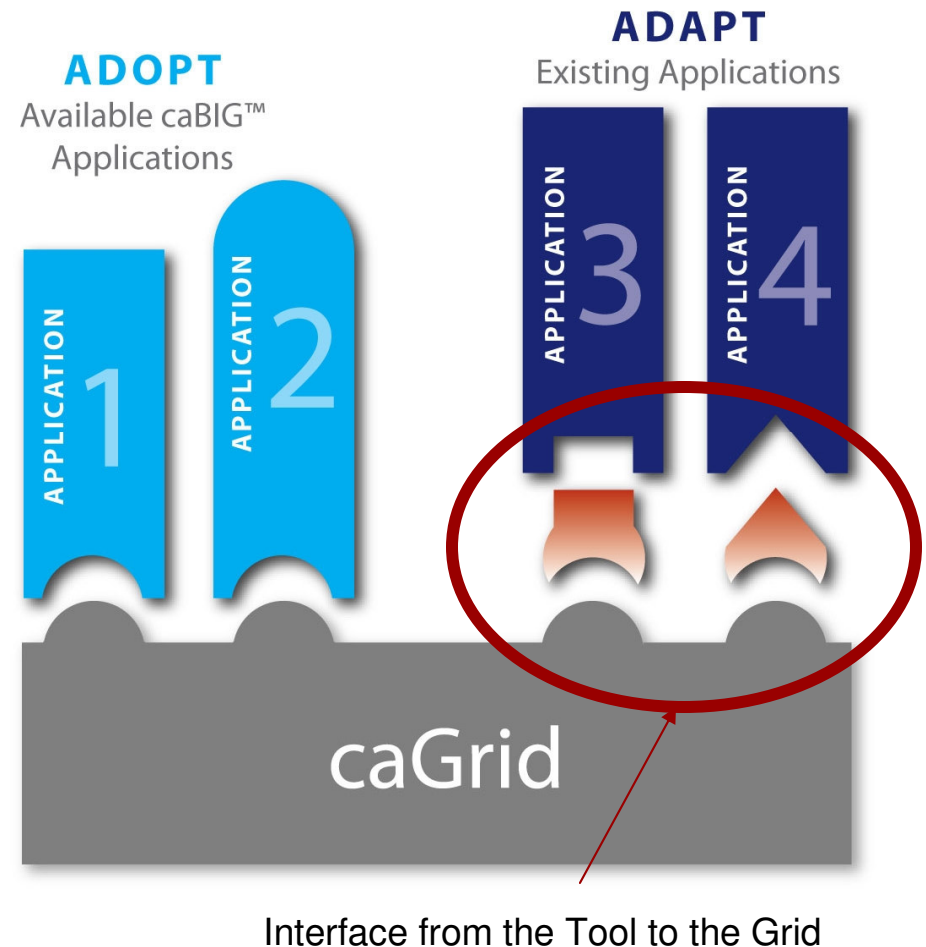 ADOPT
Available caBIG™
Applications
ADAPT
Existing Applications
APPLICATION 1
APPLICATION 2
APPLICATION 3
APPLICATION 4
caGrid
Interface from the Tool to the Grid